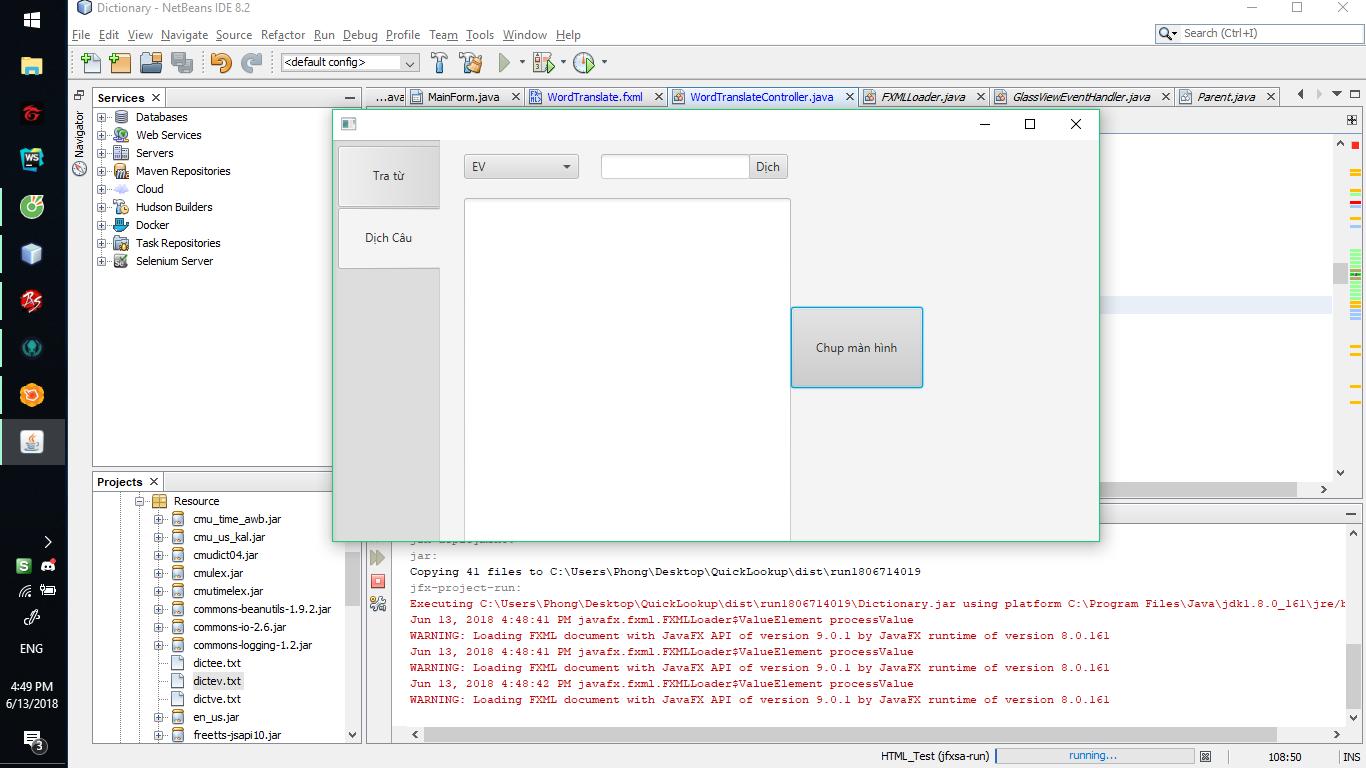 Dictionary - NetBeans IDE 8.2
File Edit View Navigate Source Refactor Run Debug Profile Team Tools Window Help
Search (Ctrl+I)
<default config>
Services
...ava MainForm.java WordTranslate.fxml WordTranslateController.java FXMLLoader.java GlassViewEventHandler.java Parent.java
Navigator
Databases
Web Services
Servers
Maven Repositories
Cloud
Hudson Builders
Docker
Task Repositories
Selenium Server
Tra từ
Dịch Câu
EV
Dịch
Chup màn hình
Projects
Resource
cmu_time_awb.jar
cmu_us_kal.jar
cmudict04.jar
cmulex.jar
cmutimelex.jar
commons-beanutils-1.9.2.jar
commons-io-2.6.jar
commons-logging-1.2.jar
dictee.txt
dictev.txt
dictve.txt
en_us.jar
freetts-jsapi10.jar
jar:
Copying 41 files to C:\Users\Phong\Desktop\QuickLookup\dist\run1806714019
jfx-project-run:
Executing C:\Users\Phong\Desktop\QuickLookup\dist\run1806714019\Dictionary.jar using platform C:\Program Files\Java\jdk1.8.0_161\jre/b
Jun 13, 2018 4:48:41 PM javafx.fxml.FXMLLoader$ValueElement processValue
WARNING: Loading FXML document with JavaFX API of version 9.0.1 by JavaFX runtime of version 8.0.161
Jun 13, 2018 4:48:41 PM javafx.fxml.FXMLLoader$ValueElement processValue
WARNING: Loading FXML document with JavaFX API of version 9.0.1 by JavaFX runtime of version 8.0.161
Jun 13, 2018 4:48:42 PM javafx.fxml.FXMLLoader$ValueElement processValue
WARNING: Loading FXML document with JavaFX API of version 9.0.1 by JavaFX runtime of version 8.0.161
HTML_Test (jfxsa-run)
running...
108:50
INS
WS
S
ENG
4:49 PM
6/13/2018
3